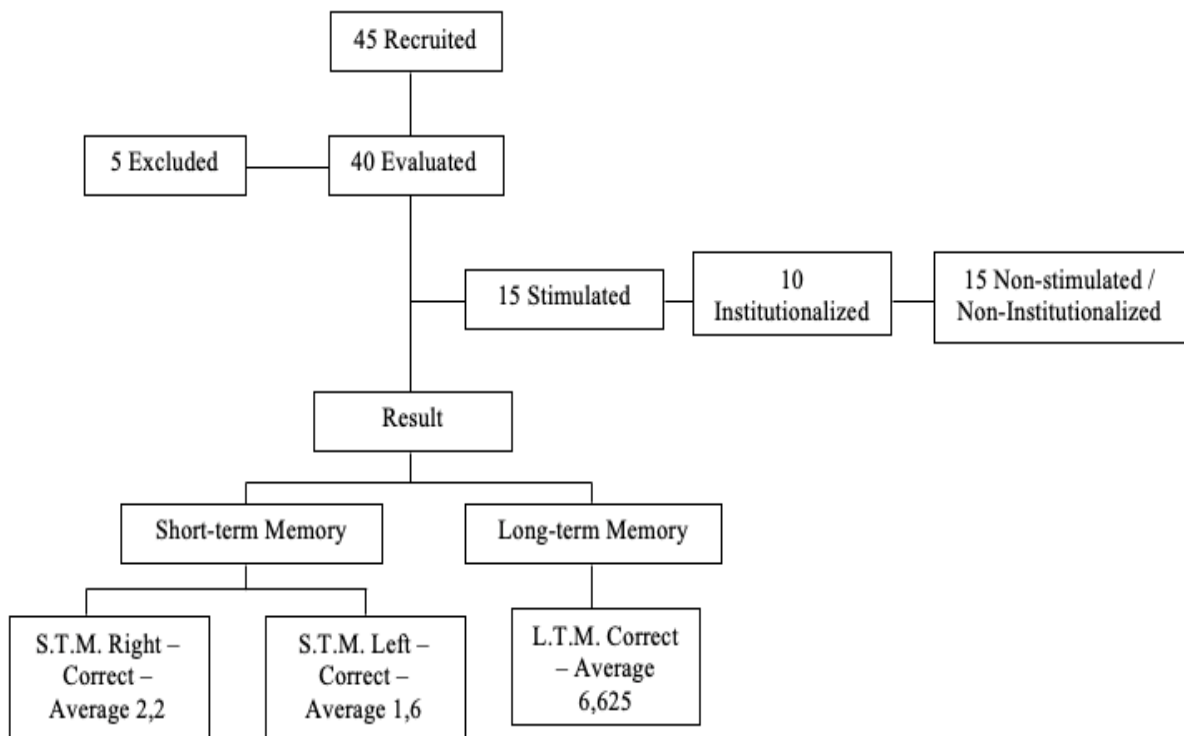 45 Recruited
5 Excluded
40 Evaluated
15 Stimulated
10
Institutionalized
15 Non-stimulated /
Non-Institutionalized
Result
Short-term Memory
Long-term Memory
S.T.M. Right –
Correct –
Average 2,2
S.T.M. Left –
Correct –
Average 1,6
L.T.M. Correct
– Average
6,625